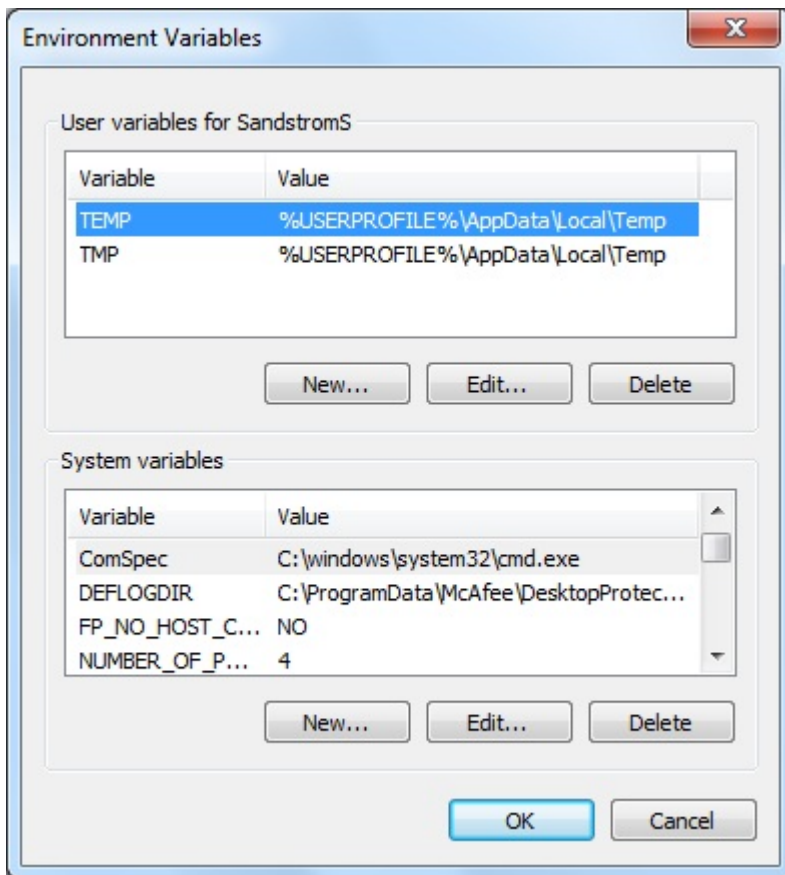 Environment Variables
User variables for SandstromS
Variable Value
TEMP %USERPROFILE%\AppData\Local\Temp
TMP %USERPROFILE%\AppData\Local\Temp
New... Edit... Delete
System variables
Variable Value
ComSpec C:\windows\system32\cmd.exe
DEFLOGDIR C:\ProgramData\McAfee\DesktopProtec...
FP_NO_HOST_C... NO
NUMBER_OF_P... 4
New... Edit... Delete
OK Cancel